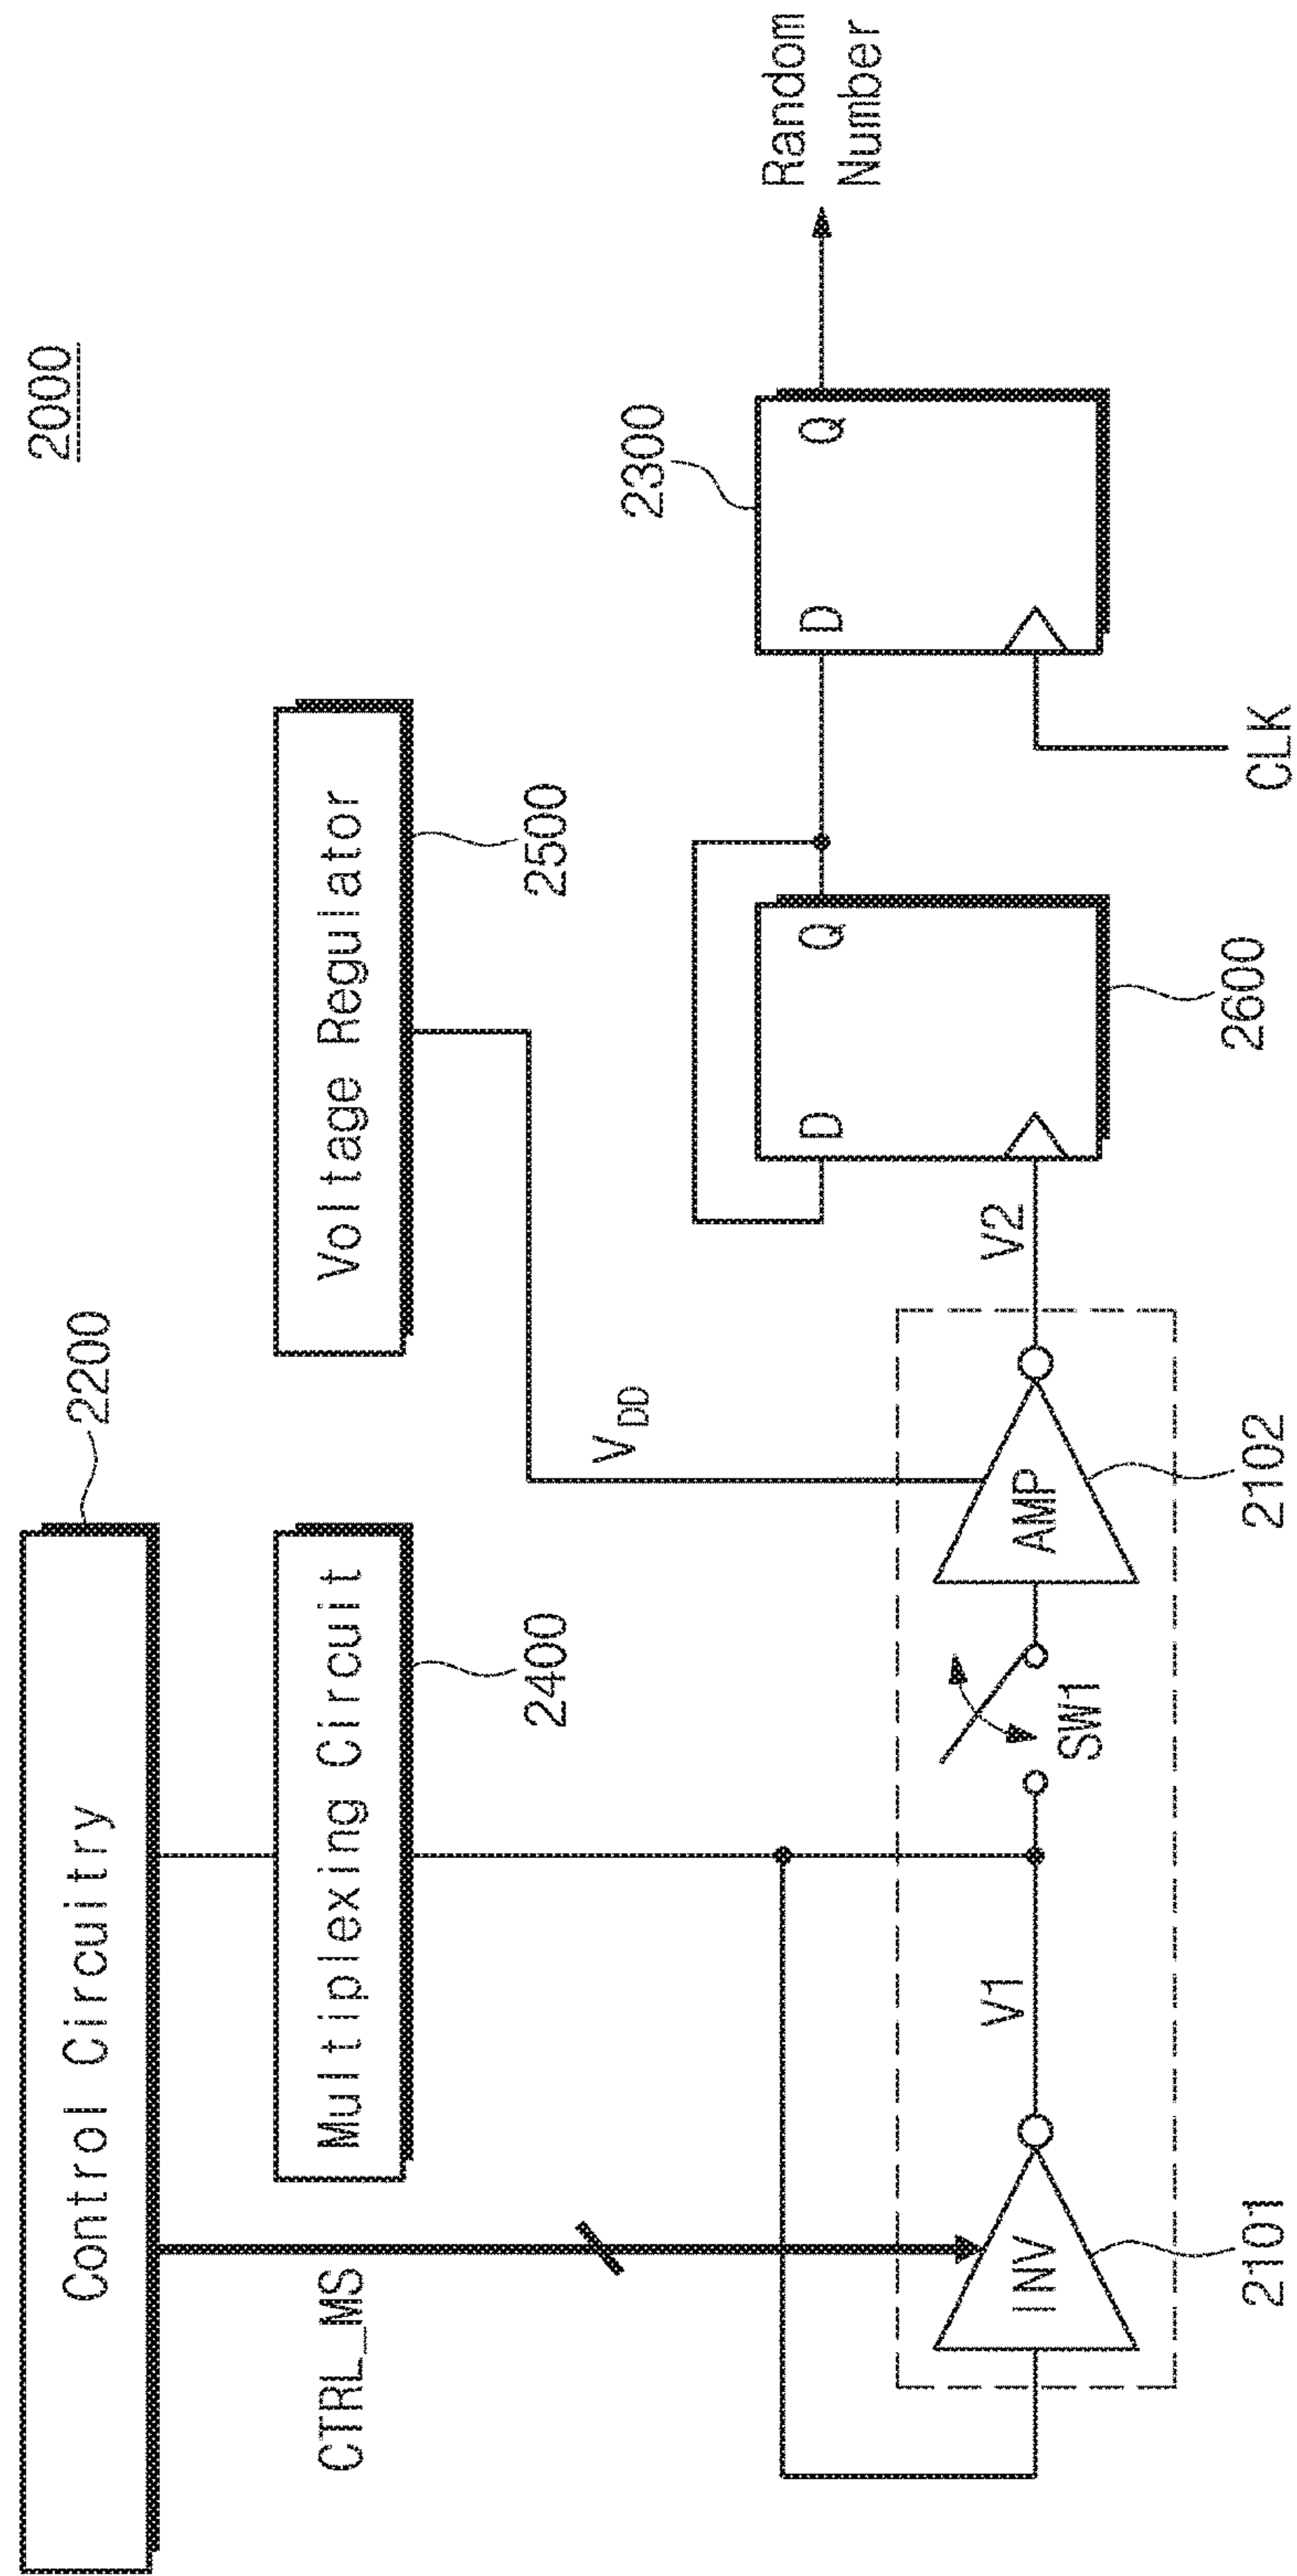 2000
2200
Control Circuitry
CTRL_MS
Multiplexing Circuit
2400
Voltage Regulator
2500
VDD
2300
Random
Number
D
Q
D
Q
V1
V2
INV
SW1
AMP
2101
2102
2600
CLK